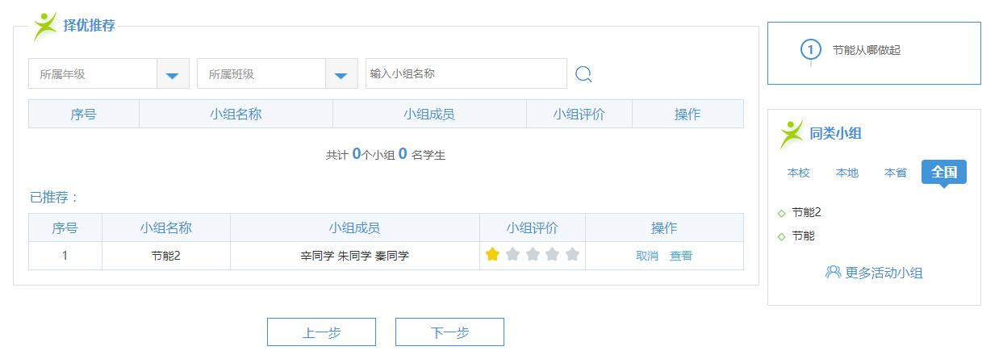 择优推荐
所属年级 所属班级 输入小组名称
序号 小组名称 小组成员 小组评价 操作
共计 0个小组 0 名学生
已推荐：
序号 小组名称 小组成员 小组评价 操作
1 节能2 辛同学 朱同学 秦同学 取消 查看
上一步 下一步
1 节能从哪做起
同类小组
本校 本地 本省 全国
节能2
节能
更多活动小组